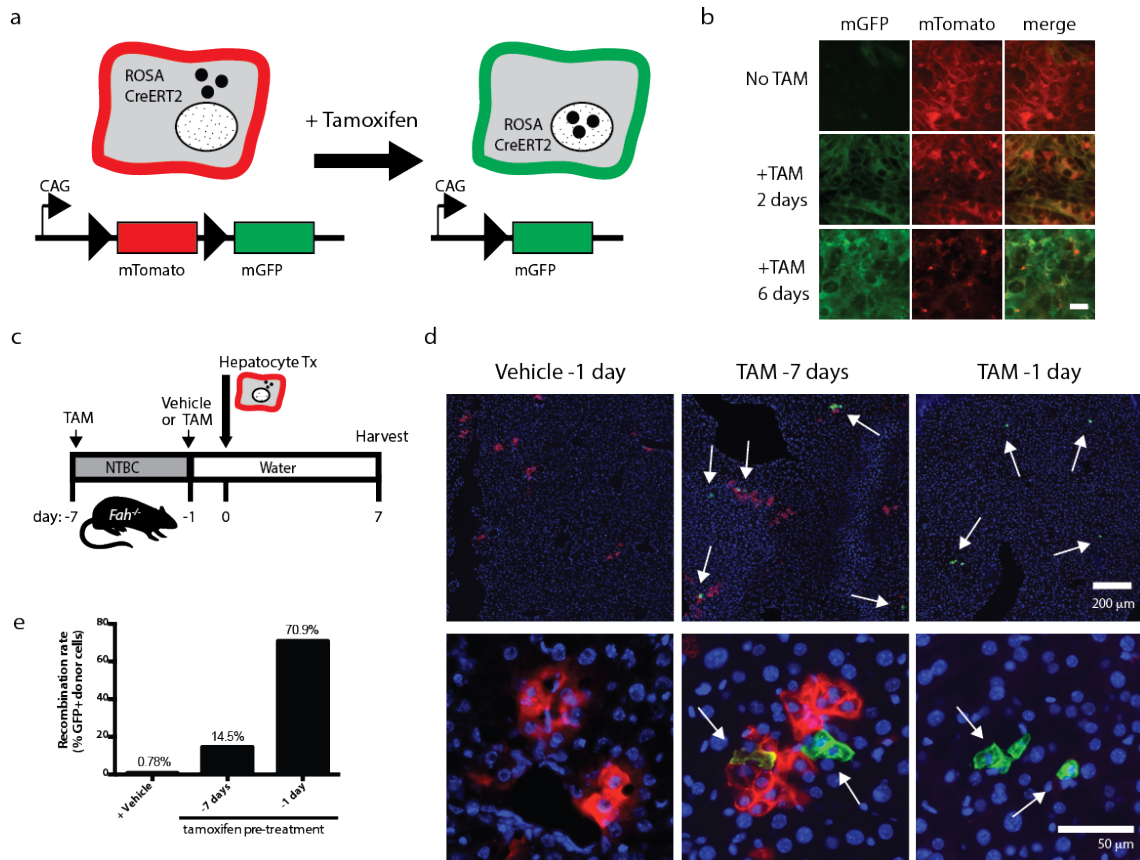 a
ROSA
CreERT2
+ Tamoxifen
ROSA
CreERT2
CAG
mTomato
mGFP
CAG
mGFP
b
mGFP
mTomato
merge
No TAM
+TAM
2 days
+TAM
6 days
c
Hepatocyte Tx
TAM
Vehicle
or TAM
Harvest
NTBC
Water
Fah-/-
day: -7
-1
0
7
d
Vehicle -1 day
TAM -7 days
TAM -1 day
200 µm
50 µm
e
Recombination rate
(% GFP+ donor cells)
80
60
40
20
0
0.78%
14.5%
70.9%
+ Vehicle
-7 days
-1 day
tamoxifen pre-treatment